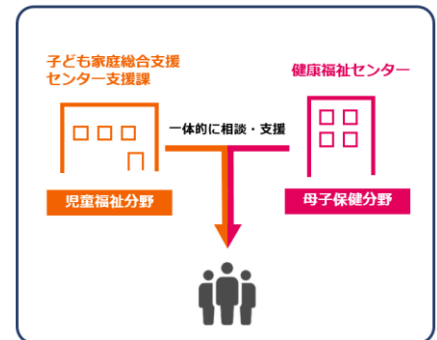 子ども家庭総合支援
センター支援課
健康福祉センター
一体的に相談・支援
児童福祉分野
母子保健分野